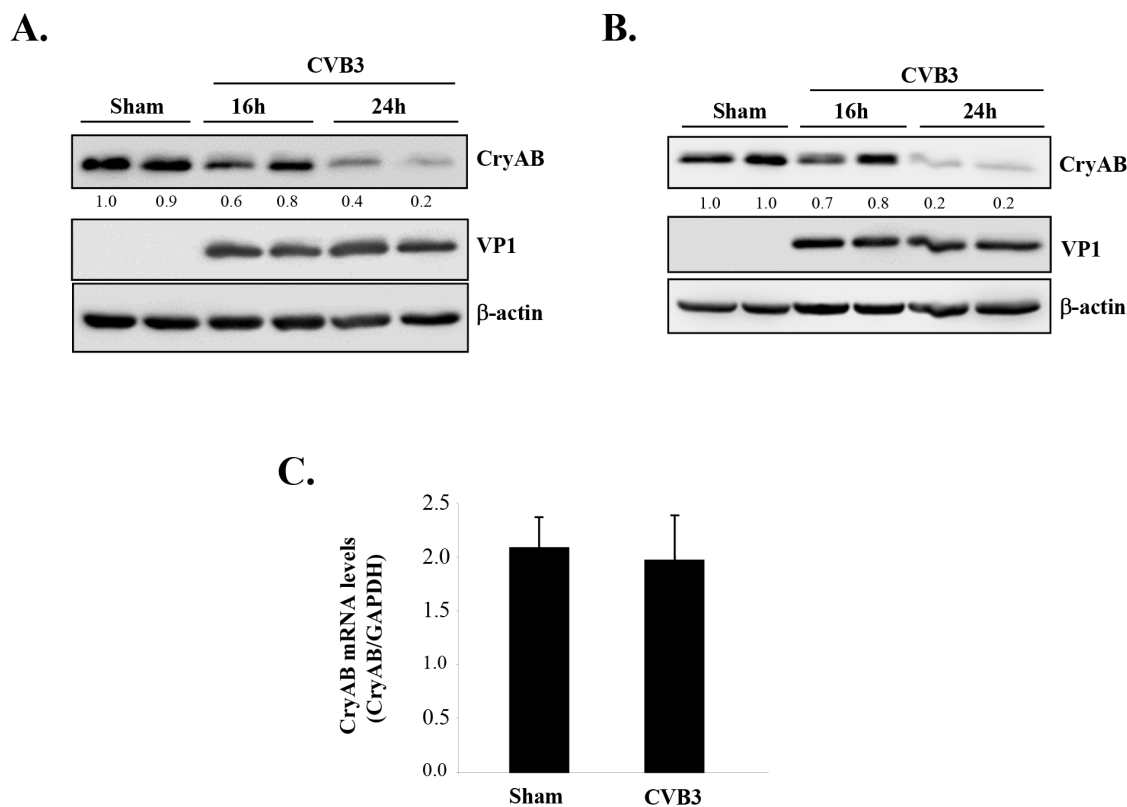 A.
CVB3
Sham 16h 24h
CryAB
1.0 0.9 0.6 0.8 0.4 0.2
VP1
β-actin
B.
CVB3
Sham 16h 24h
CryAB
1.0 1.0 0.7 0.8 0.2 0.2
VP1
β-actin
C.
CryAB mRNA levels
(CryAB/GAPDH)
2.5
2.0
1.5
1.0
0.5
0.0
Sham CVB3